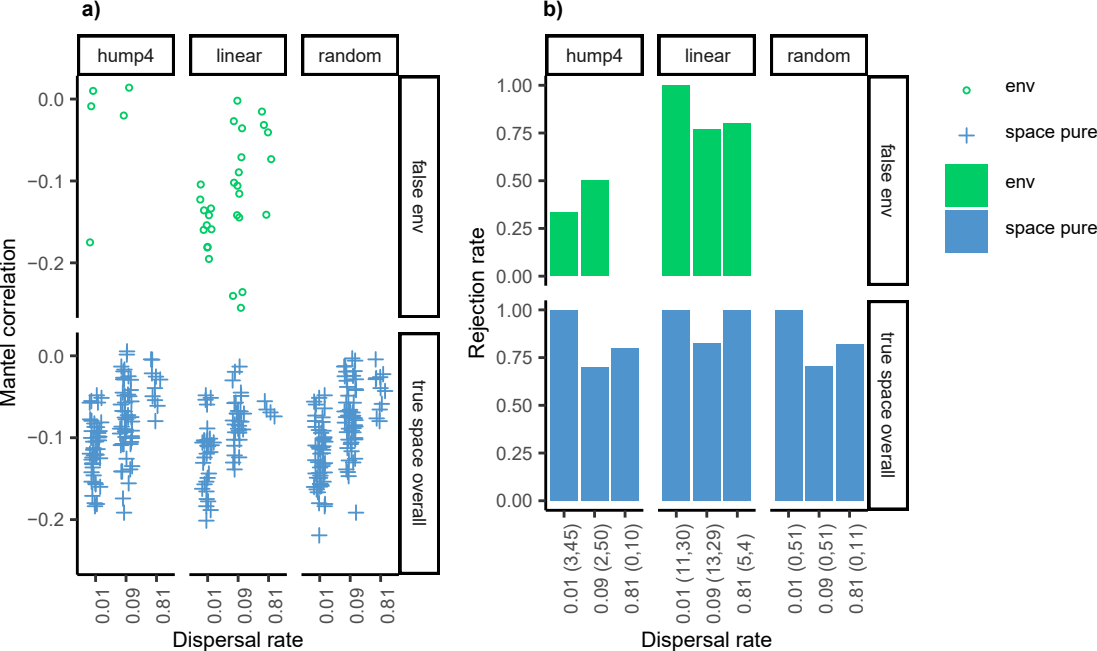 a)
hump4
linear
random
Mantel correlation
0.0
−0.1
−0.2
false env
0.0
−0.1
−0.2
true space overall
0.01
0.09
0.81
0.01
0.09
0.81
0.01
0.09
0.81
Dispersal rate
b)
hump4
linear
random
Rejection rate
1.00
0.75
0.50
0.25
0.00
false env
1.00
0.75
0.50
0.25
0.00
true space overall
0.01 (3,45)
0.09 (2,50)
0.81 (0,10)
0.01 (11,30)
0.09 (13,29)
0.81 (5,4)
0.01 (0,51)
0.09 (0,51)
0.81 (0,11)
Dispersal rate
env
space pure
env
space pure